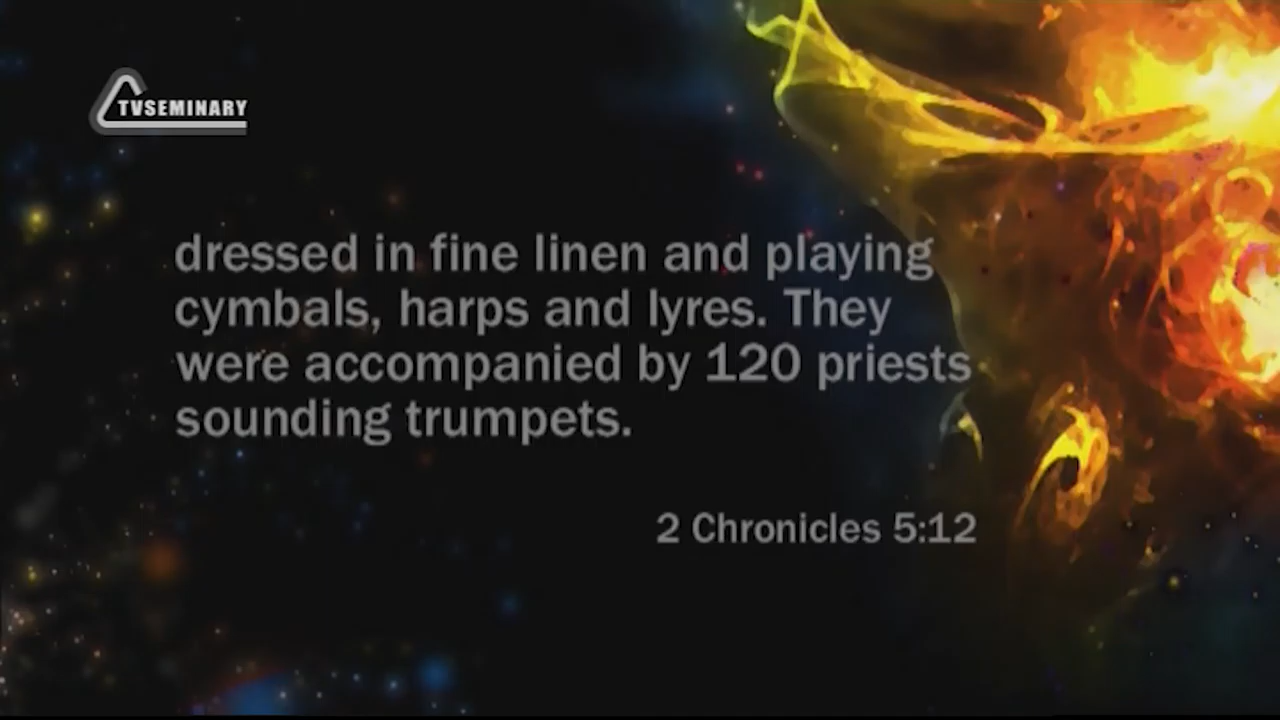 TVSEMINARY
dressed in fine linen and playing
cymbals, harps and lyres. They
were accompanied by 120 priests
sounding trumpets.
2 Chronicles 5:12